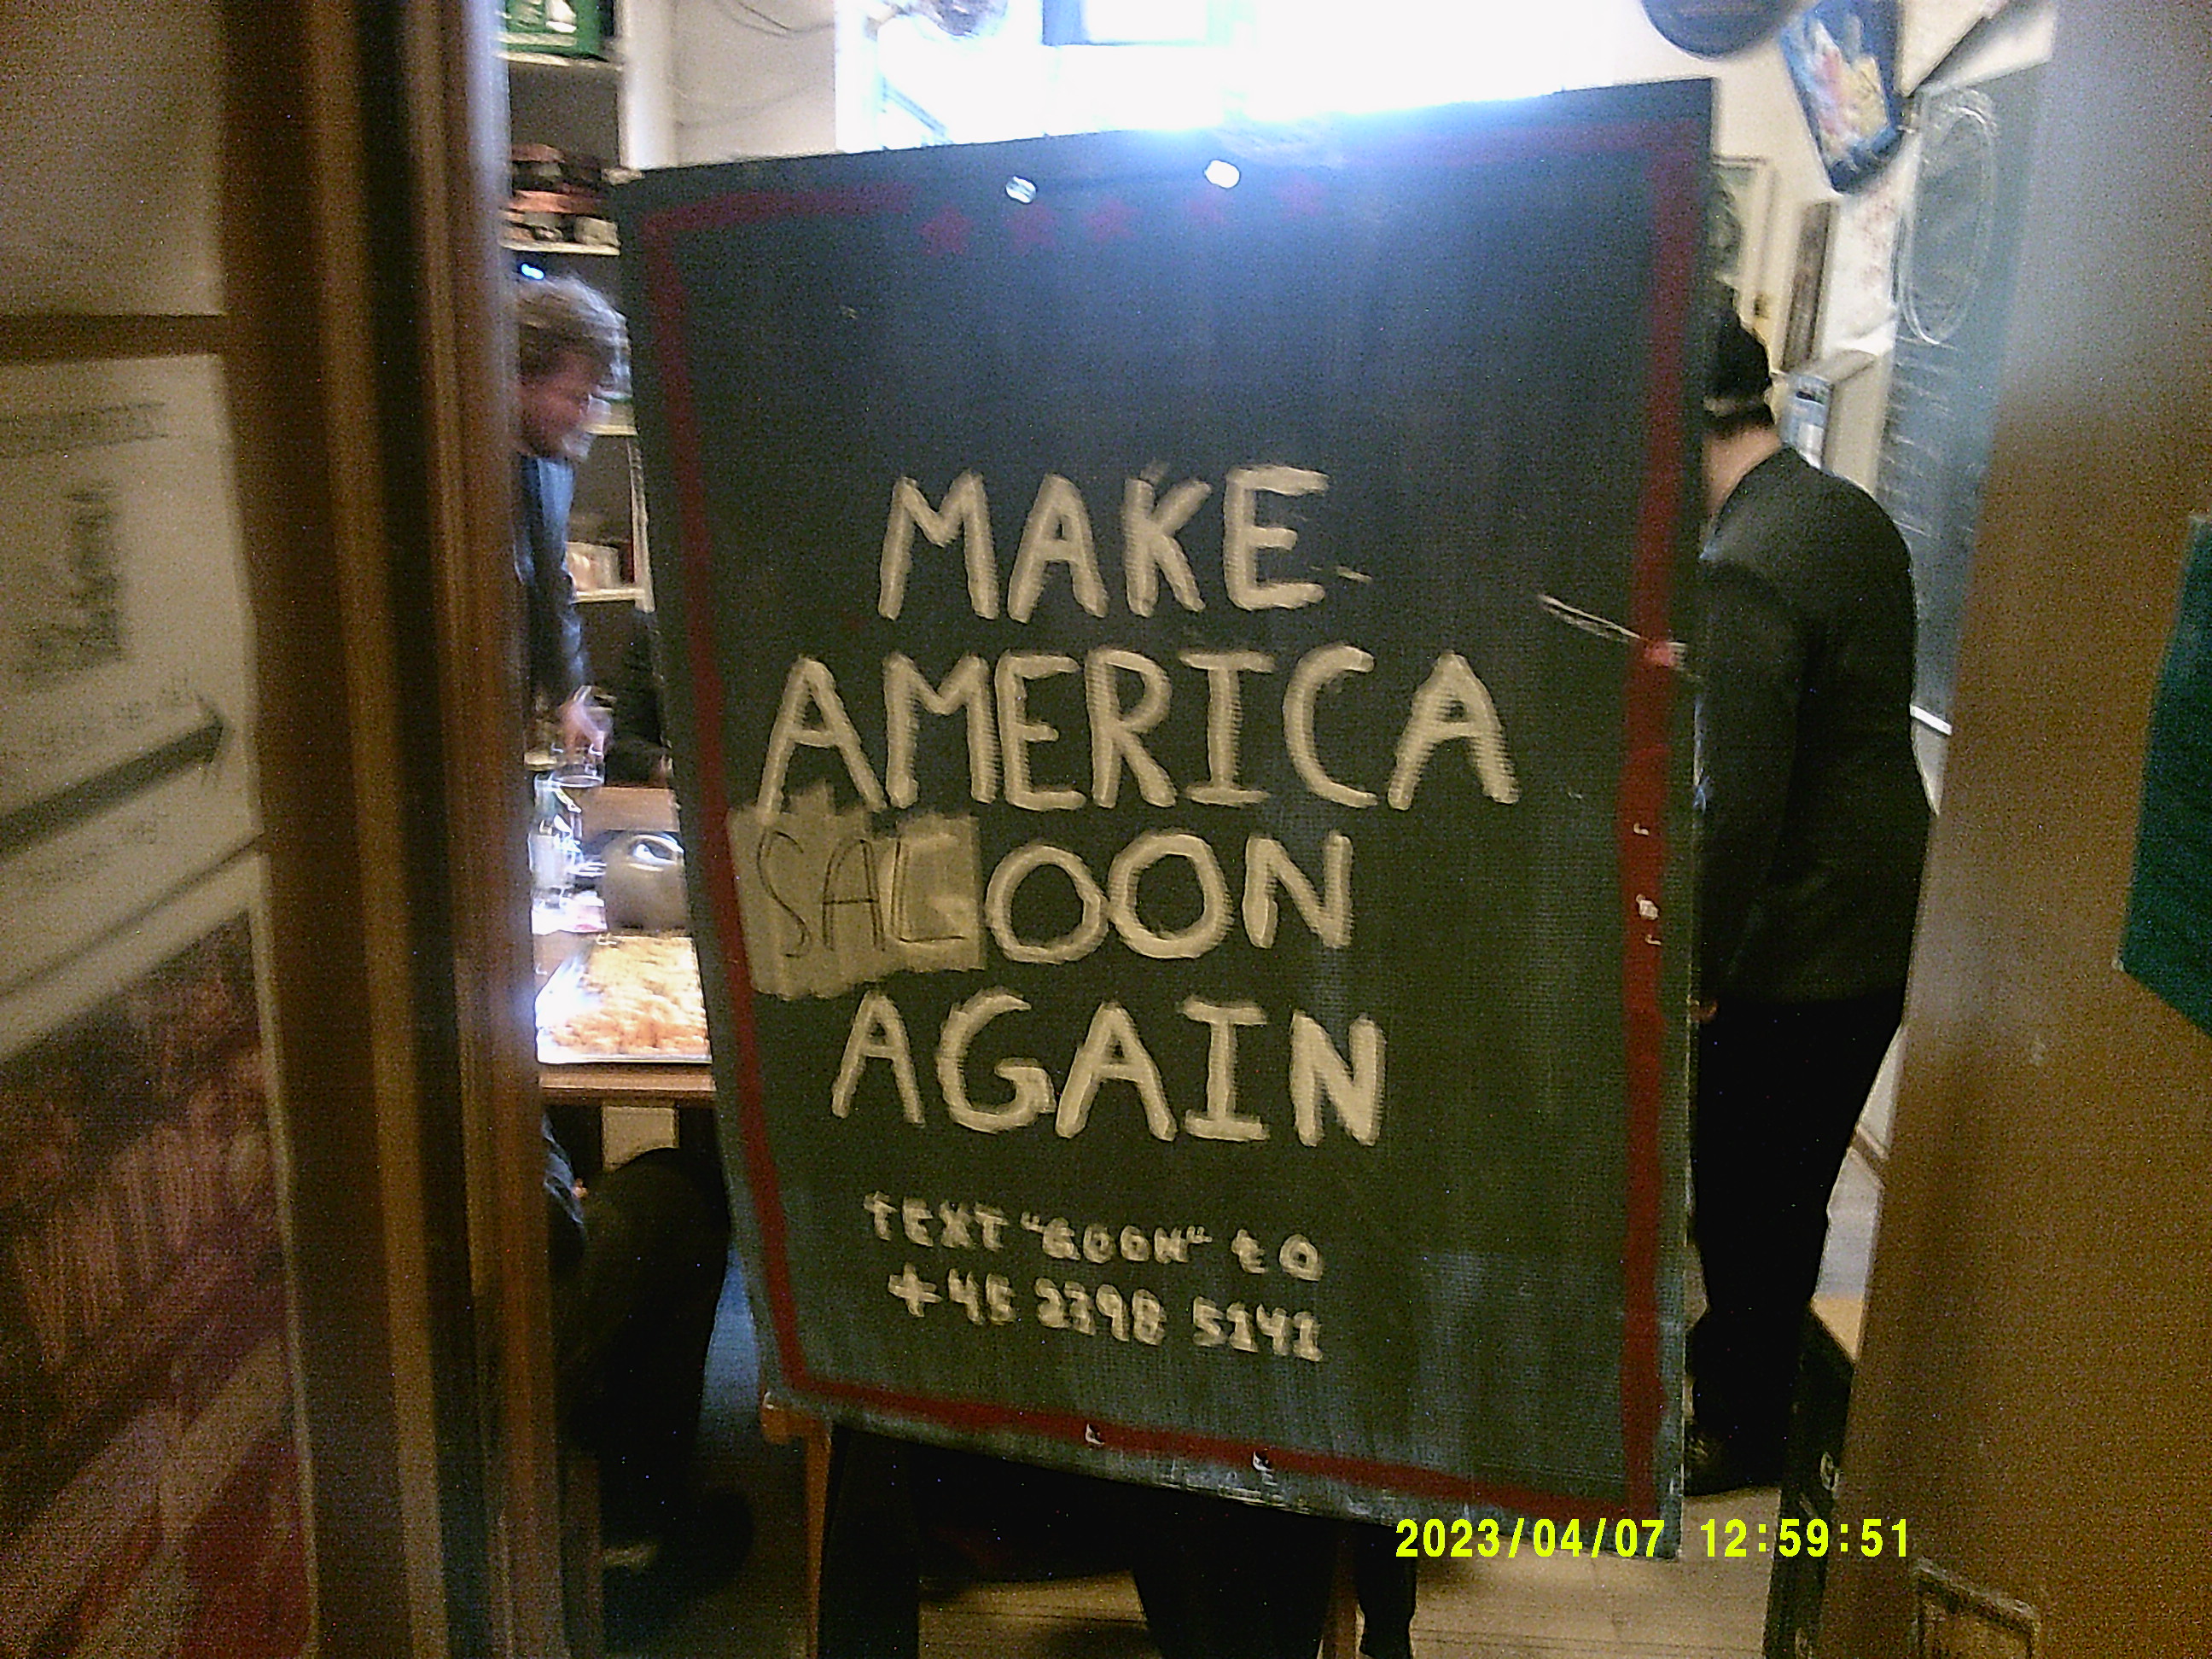 MAKE
AMERICA
SALOON
AGAIN
TEXT "GOON" TO
+45 2398 5141
2023/04/07 12:59:51